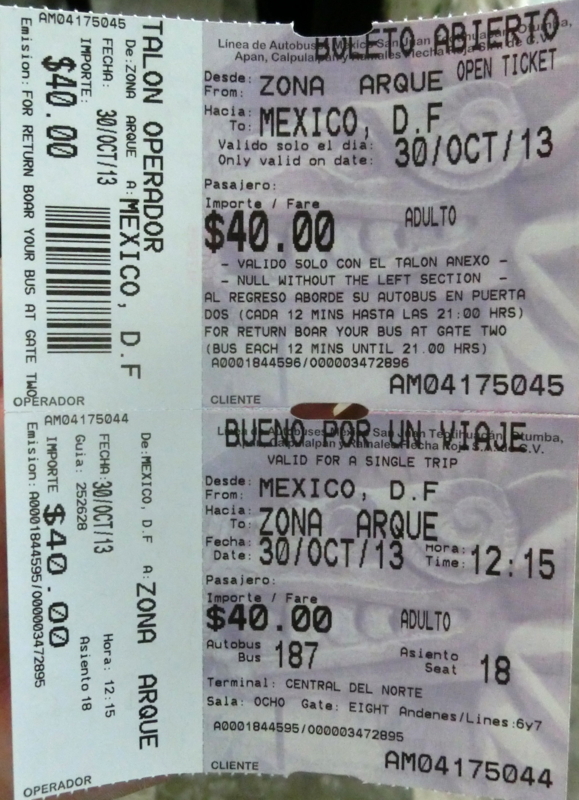 AM04175045
TALON OPERADOR
De:ZONA ARQUE A:MEXICO, D.F
FECHA: 30/OCT/13
IMPORTE:
$40.00
Emision: FOR RETURN BOAR YOUR BUS AT GATE TWO
OPERADOR
BOLETO ABIERTO
OPEN TICKET
Desde:
From: ZONA ARQUE
Hacia:
To: MEXICO, D.F
Valido solo el dia:
Only valid on date: 30/OCT/13
Pasajero:
Importe / Fare
$40.00 ADULTO
- VALIDO SOLO CON EL TALON ANEXO -
- NULL WITHOUT THE LEFT SECTION -
AL REGRESO ABORDE SU AUTOBUS EN PUERTA
DOS (CADA 12 MINS HASTA LAS 21:00 HRS)
FOR RETURN BOAR YOUR BUS AT GATE TWO
(BUS EACH 12 MINS UNTIL 21.00 HRS)
A0001844596/000003472896
AM04175045
CLIENTE
AM04175044
De:MEXICO, D.F A:ZONA ARQUE
FECHA:30/OCT/13 Hora: 12:15
Guia: 252628 Asiento 18
IMPORTE $40.00
Emision: A0001844595/000003472895
OPERADOR
BUENO POR UN VIAJE
VALID FOR A SINGLE TRIP
Desde:
From: MEXICO, D.F
Hacia:
To: ZONA ARQUE
Fecha:
Date: 30/OCT/13 Hora:
Time: 12:15
Pasajero:
Importe / Fare
$40.00 ADULTO
Autobus
Bus 187 Asiento
Seat 18
Terminal: CENTRAL DEL NORTE
Sala: OCHO Gate: EIGHT Andenes/Lines:6y7
A0001844595/000003472895
AM04175044
CLIENTE